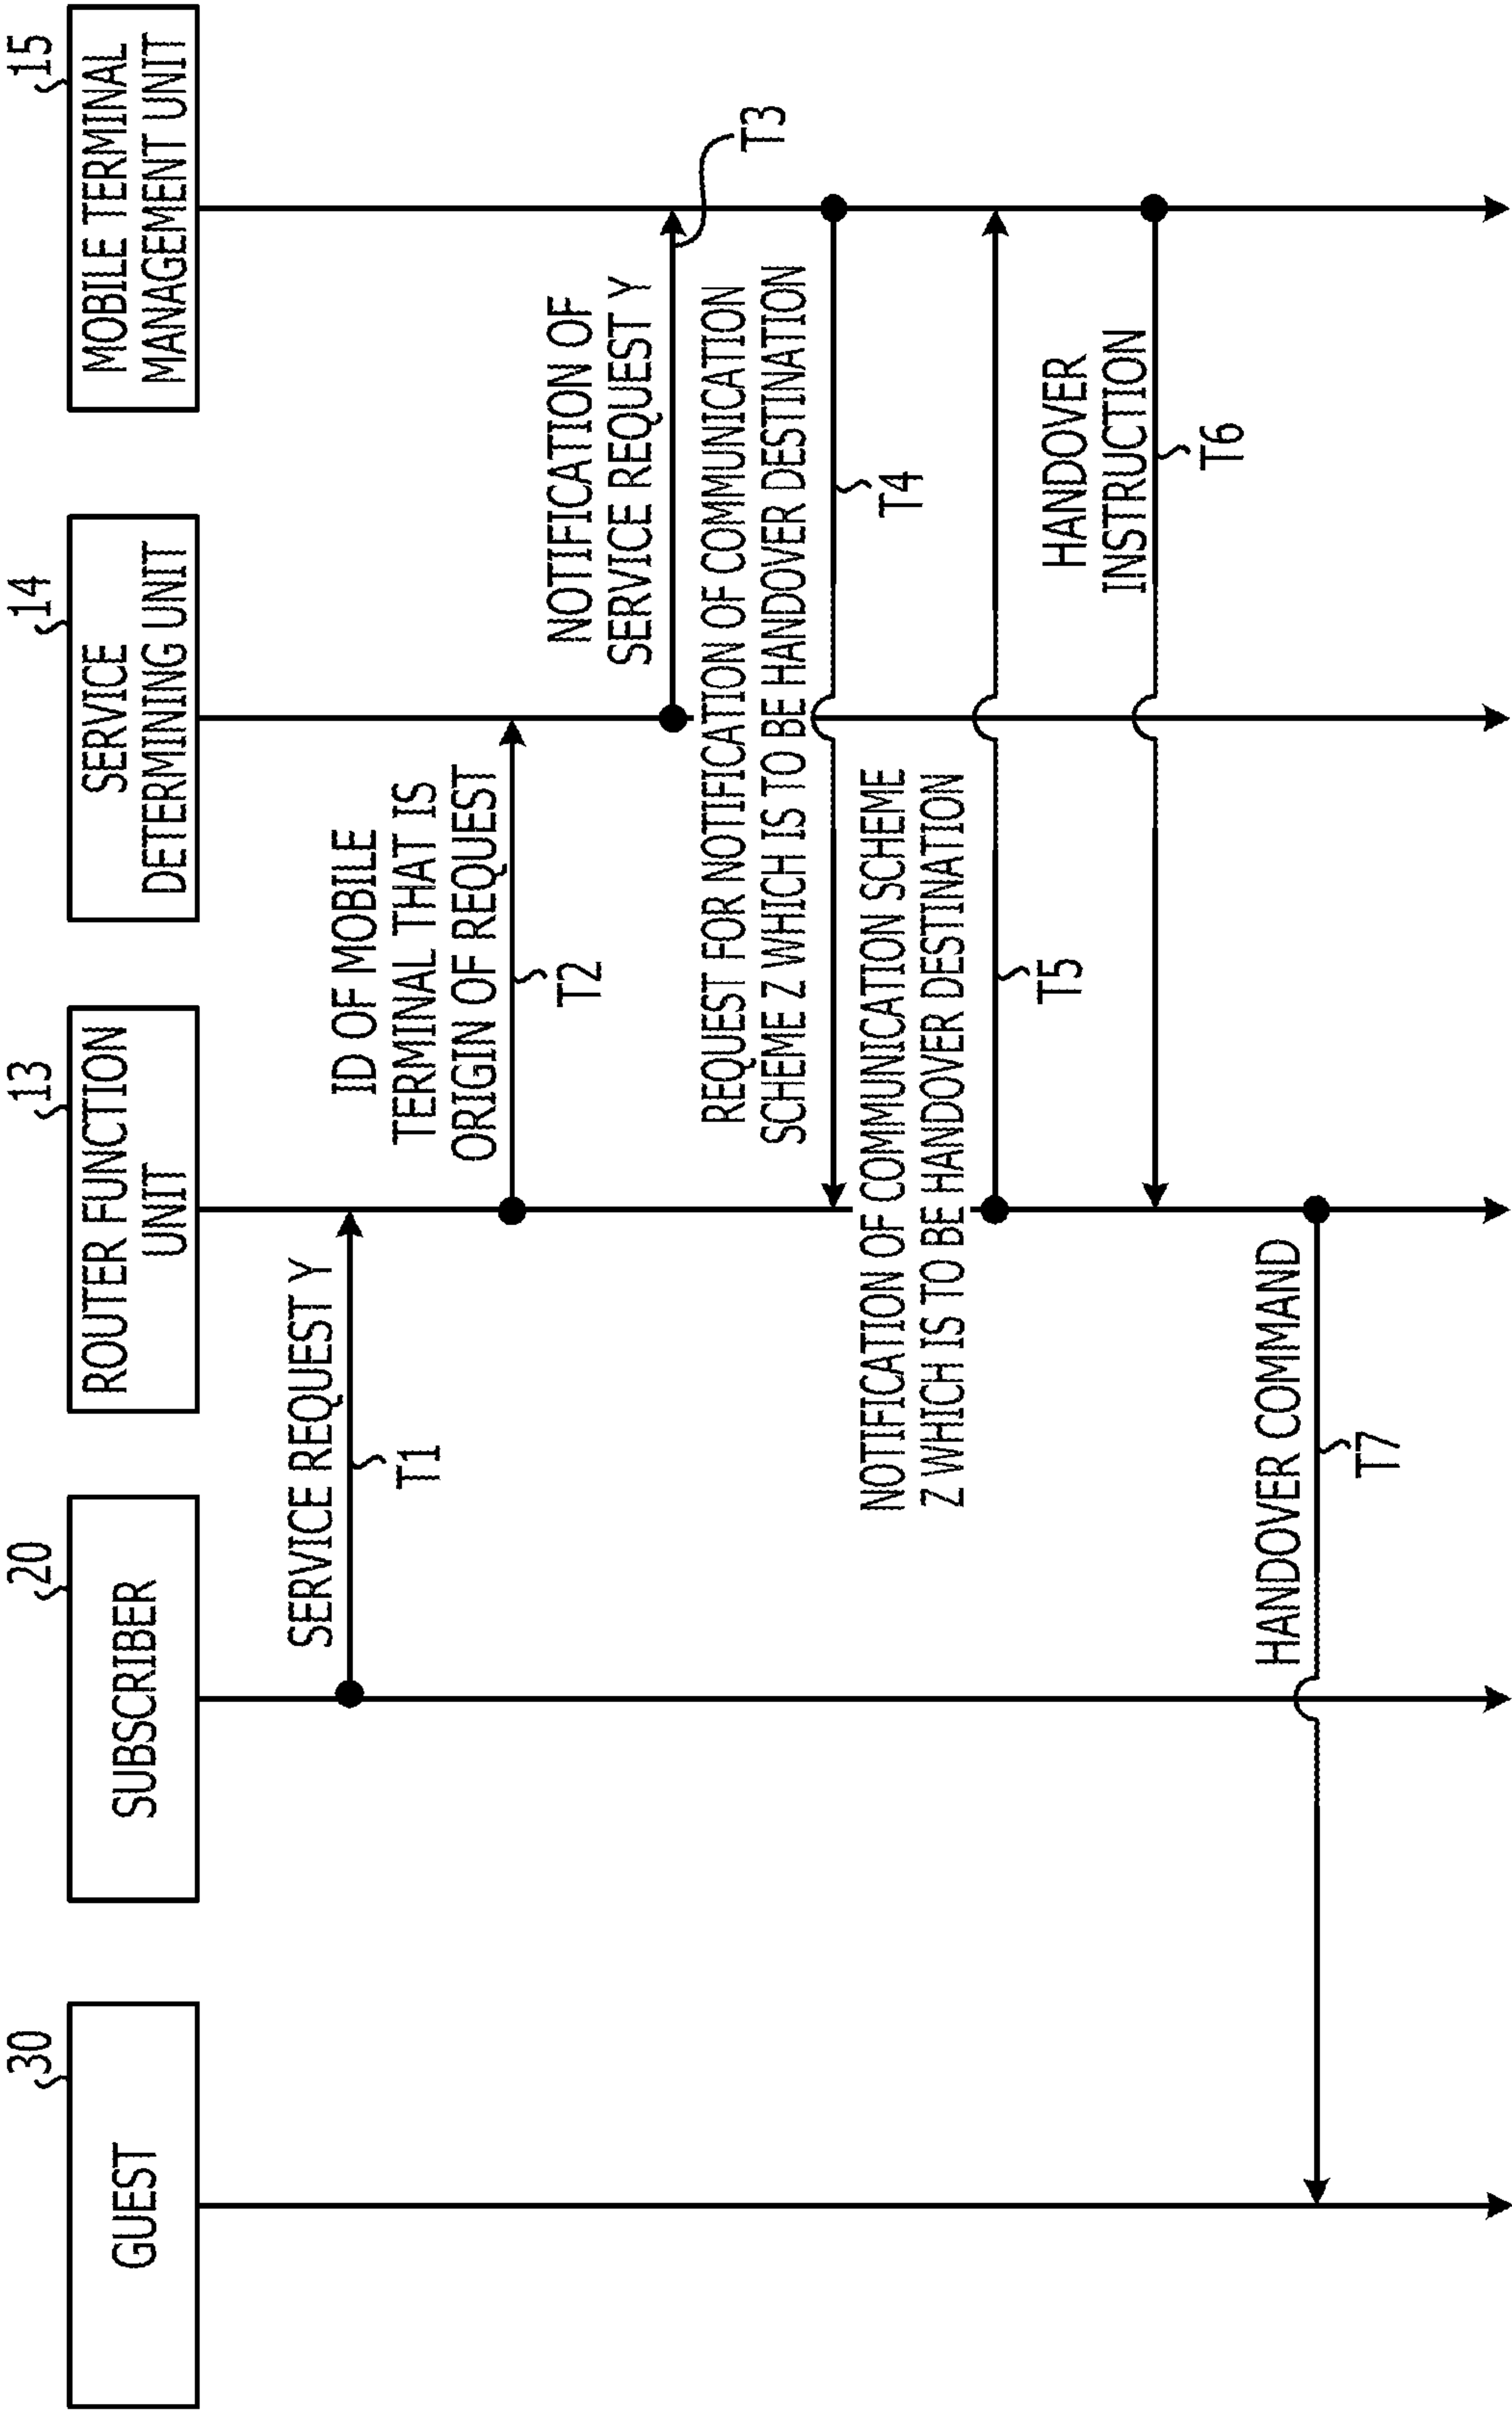 30
GUEST
20
SUBSCRIBER
13
ROUTER FUNCTION
UNIT
14
SERVICE
DETERMINING UNIT
15
MOBILE TERMINAL
MANAGEMENT UNIT
SERVICE REQUEST Y
T1
ID OF MOBILE
TERMINAL THAT IS
ORIGIN OF REQUEST
T2
NOTIFICATION OF
SERVICE REQUEST Y
T3
REQUEST FOR NOTIFICATION OF COMMUNICATION
SCHEME Z WHICH IS TO BE HANDOVER DESTINATION
T4
NOTIFICATION OF COMMUNICATION SCHEME
Z WHICH IS TO BE HANDOVER DESTINATION
T5
HANDOVER
INSTRUCTION
T6
HANDOVER COMMAND
T7